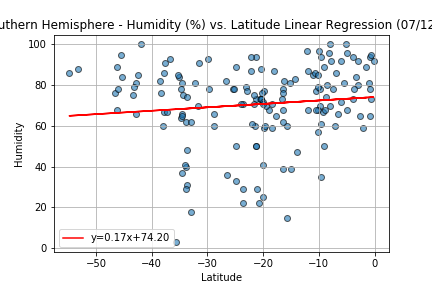 uthern Hemisphere - Humidity (%) vs. Latitude Linear Regression (07/12
100
80
60
40
20
0
Humidity
y=0.17x+74.20
−50 −40 −30 −20 −10 0
Latitude